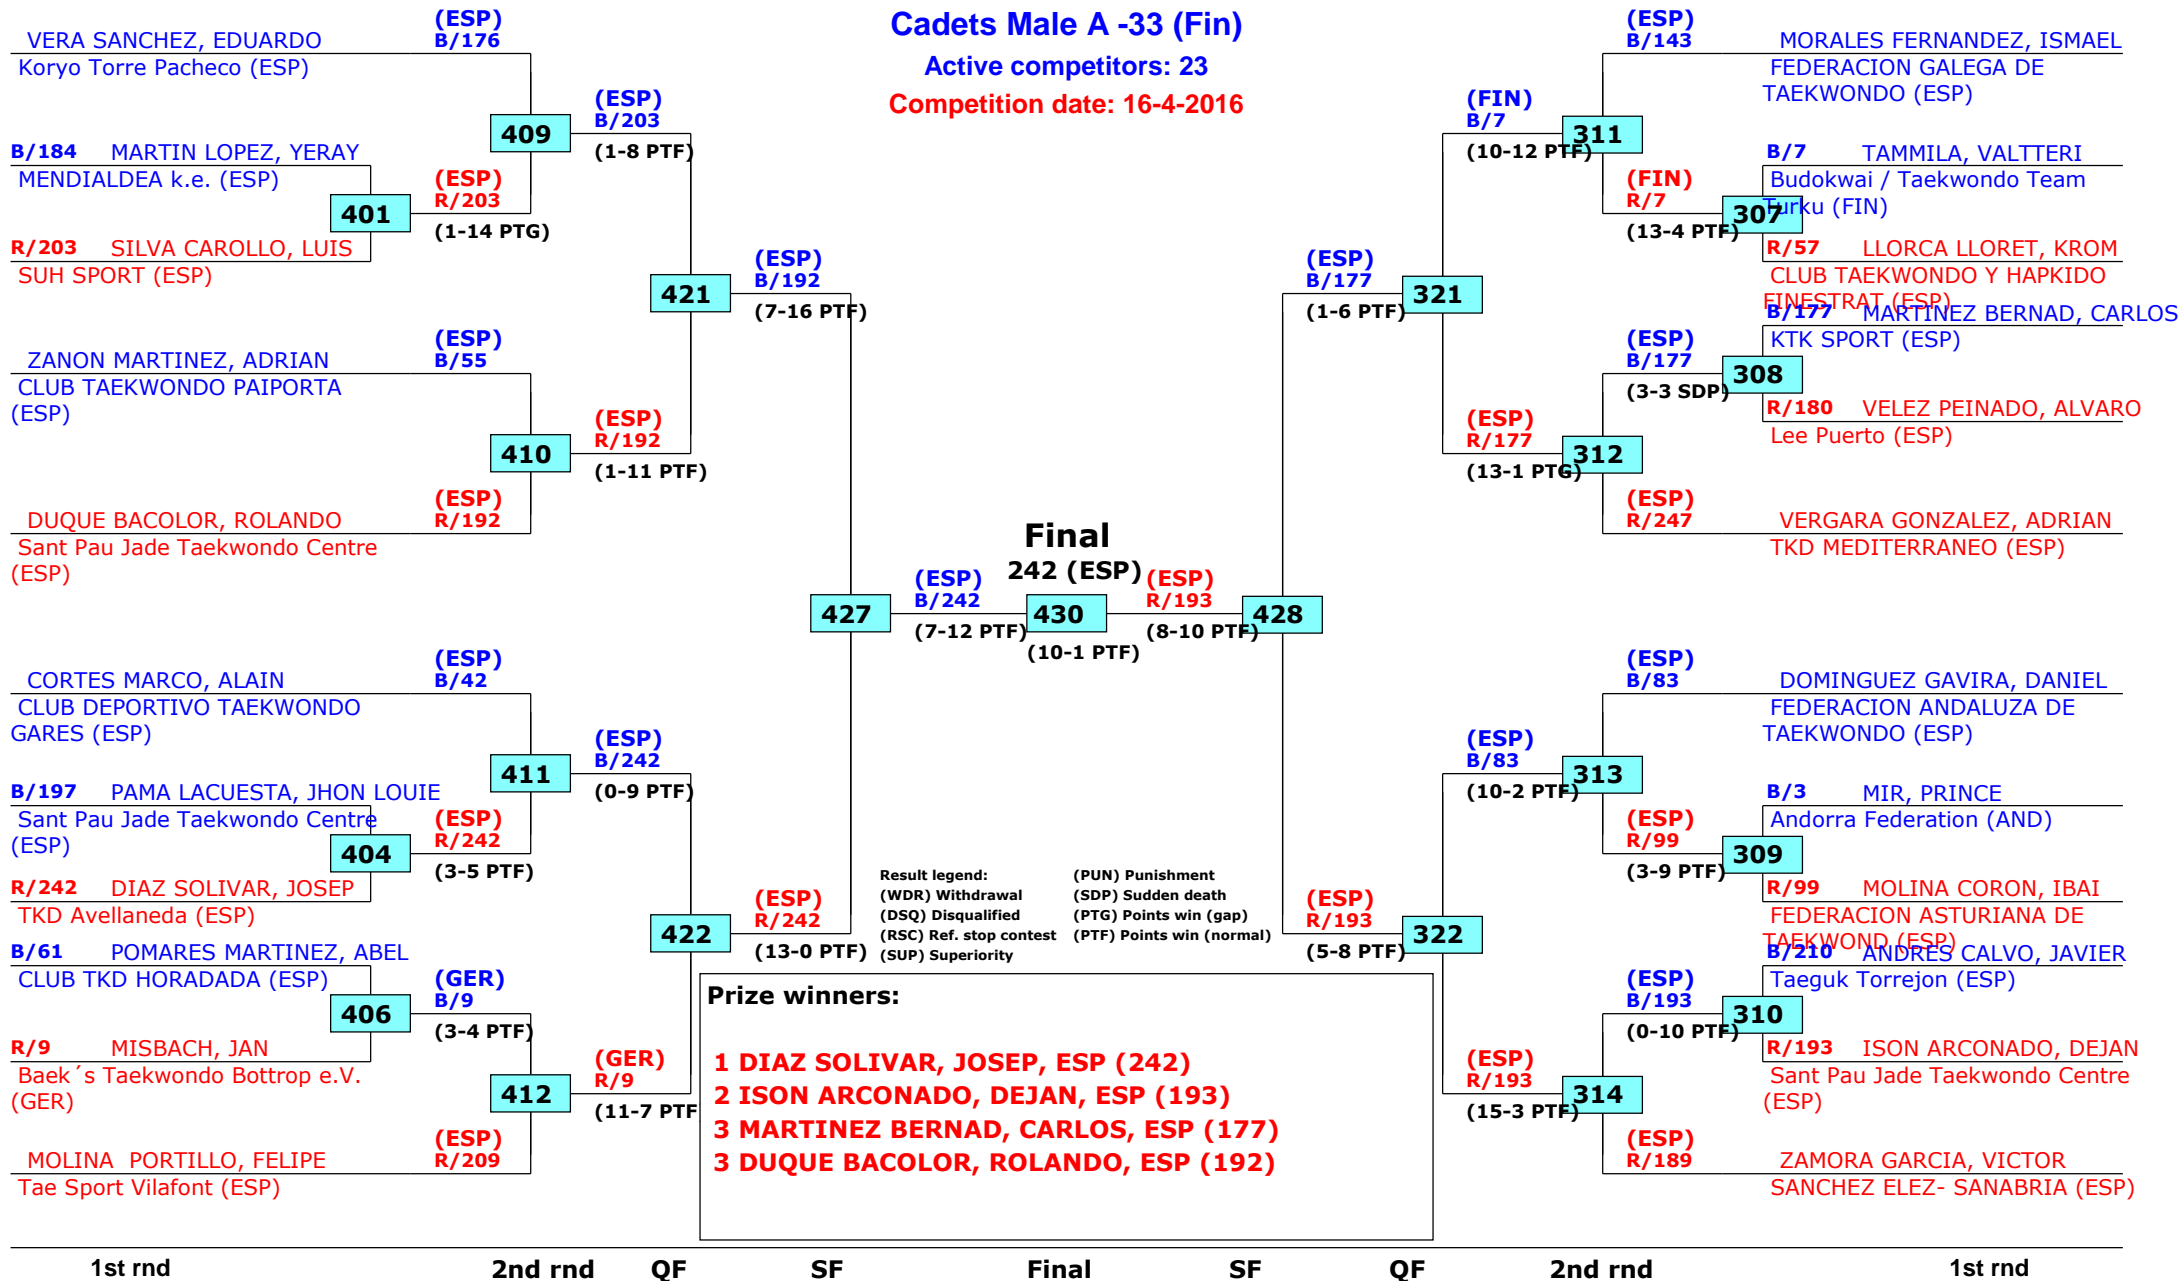 Cadets Male A -33 (Fin)
Active competitors: 23
Competition date: 16-4-2016
(ESP)
VERA SANCHEZ, EDUARDO B/176
Koryo Torre Pacheco (ESP)
(ESP)
409 B/203
(1-8 PTF)
B/184 MARTIN LOPEZ, YERAY
MENDIALDEA k.e. (ESP)
(ESP)
401 R/203
(1-14 PTG)
R/203 SILVA CAROLLO, LUIS
SUH SPORT (ESP)
(ESP)
421 B/192
(7-16 PTF)
(ESP)
ZANON MARTINEZ, ADRIAN B/55
CLUB TAEKWONDO PAIPORTA
(ESP)
(ESP)
410 R/192
(1-11 PTF)
(ESP)
DUQUE BACOLOR, ROLANDO R/192
Sant Pau Jade Taekwondo Centre
(ESP)
(ESP)
427 B/242
(7-12 PTF)
(ESP)
CORTES MARCO, ALAIN B/42
CLUB DEPORTIVO TAEKWONDO
GARES (ESP)
(ESP)
411 B/242
(0-9 PTF)
B/197 PAMA LACUESTA, JHON LOUIE
Sant Pau Jade Taekwondo Centre
(ESP)
(ESP)
404 R/242
(3-5 PTF)
R/242 DIAZ SOLIVAR, JOSEP
TKD Avellaneda (ESP)
(ESP)
422 R/242
(13-0 PTF)
B/61 POMARES MARTINEZ, ABEL
CLUB TKD HORADADA (ESP)
(GER)
406 B/9
(3-4 PTF)
R/9 MISBACH, JAN
Baek´s Taekwondo Bottrop e.V.
(GER)
(GER)
412 R/9
(11-7 PTF
(ESP)
MOLINA PORTILLO, FELIPE R/209
Tae Sport Vilafont (ESP)
Final
242 (ESP)
430
(10-1 PTF)
(ESP)
R/193 428
(8-10 PTF)
(ESP)
B/143 MORALES FERNANDEZ, ISMAEL
FEDERACION GALEGA DE
TAEKWONDO (ESP)
(FIN)
B/7 311
(10-12 PTF)
B/7 TAMMILA, VALTTERI
Budokwai / Taekwondo Team
Turku (FIN)
(FIN)
R/7 307
(13-4 PTF)
R/57 LLORCA LLORET, KROM
CLUB TAEKWONDO Y HAPKIDO
FINESTRAT (ESP)
(ESP)
B/177 321
(1-6 PTF)
B/177 MARTINEZ BERNAD, CARLOS
KTK SPORT (ESP)
(ESP)
B/177 308
(3-3 SDP)
R/180 VELEZ PEINADO, ALVARO
Lee Puerto (ESP)
(ESP)
R/177 312
(13-1 PTG)
(ESP)
R/247 VERGARA GONZALEZ, ADRIAN
TKD MEDITERRANEO (ESP)
(ESP)
B/83 DOMINGUEZ GAVIRA, DANIEL
FEDERACION ANDALUZA DE
TAEKWONDO (ESP)
(ESP)
B/83 313
(10-2 PTF)
B/3 MIR, PRINCE
Andorra Federation (AND)
(ESP)
R/99 309
(3-9 PTF)
R/99 MOLINA CORON, IBAI
FEDERACION ASTURIANA DE
TAEKWOND (ESP)
(ESP)
R/193 322
(5-8 PTF)
B/210 ANDRES CALVO, JAVIER
Taeguk Torrejon (ESP)
(ESP)
B/193 310
(0-10 PTF)
R/193 ISON ARCONADO, DEJAN
Sant Pau Jade Taekwondo Centre
(ESP)
(ESP)
R/193 314
(15-3 PTF)
(ESP)
R/189 ZAMORA GARCIA, VICTOR
SANCHEZ ELEZ- SANABRIA (ESP)
Result legend: (PUN) Punishment
(WDR) Withdrawal (SDP) Sudden death
(DSQ) Disqualified (PTG) Points win (gap)
(RSC) Ref. stop contest (PTF) Points win (normal)
(SUP) Superiority
Prize winners:
1 DIAZ SOLIVAR, JOSEP, ESP (242)
2 ISON ARCONADO, DEJAN, ESP (193)
3 MARTINEZ BERNAD, CARLOS, ESP (177)
3 DUQUE BACOLOR, ROLANDO, ESP (192)
1st rnd 2nd rnd QF SF Final SF QF 2nd rnd 1st rnd